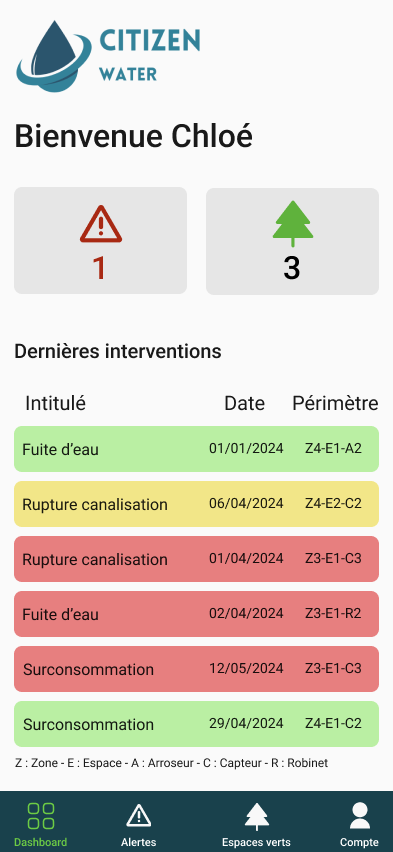 CITIZEN
WATER
Bienvenue Chloé
1
3
Dernières interventions
Intitulé Date Périmètre
Fuite d'eau 01/01/2024 Z4-E1-A2
Rupture canalisation 06/04/2024 Z4-E2-C2
Rupture canalisation 01/04/2024 Z3-E1-C3
Fuite d'eau 02/04/2024 Z3-E1-R2
Surconsommation 12/05/2024 Z3-E1-C3
Surconsommation 29/04/2024 Z4-E1-C2
Z : Zone - E : Espace - A : Arroseur - C : Capteur - R : Robinet
Dashboard Alertes Espaces verts Compte